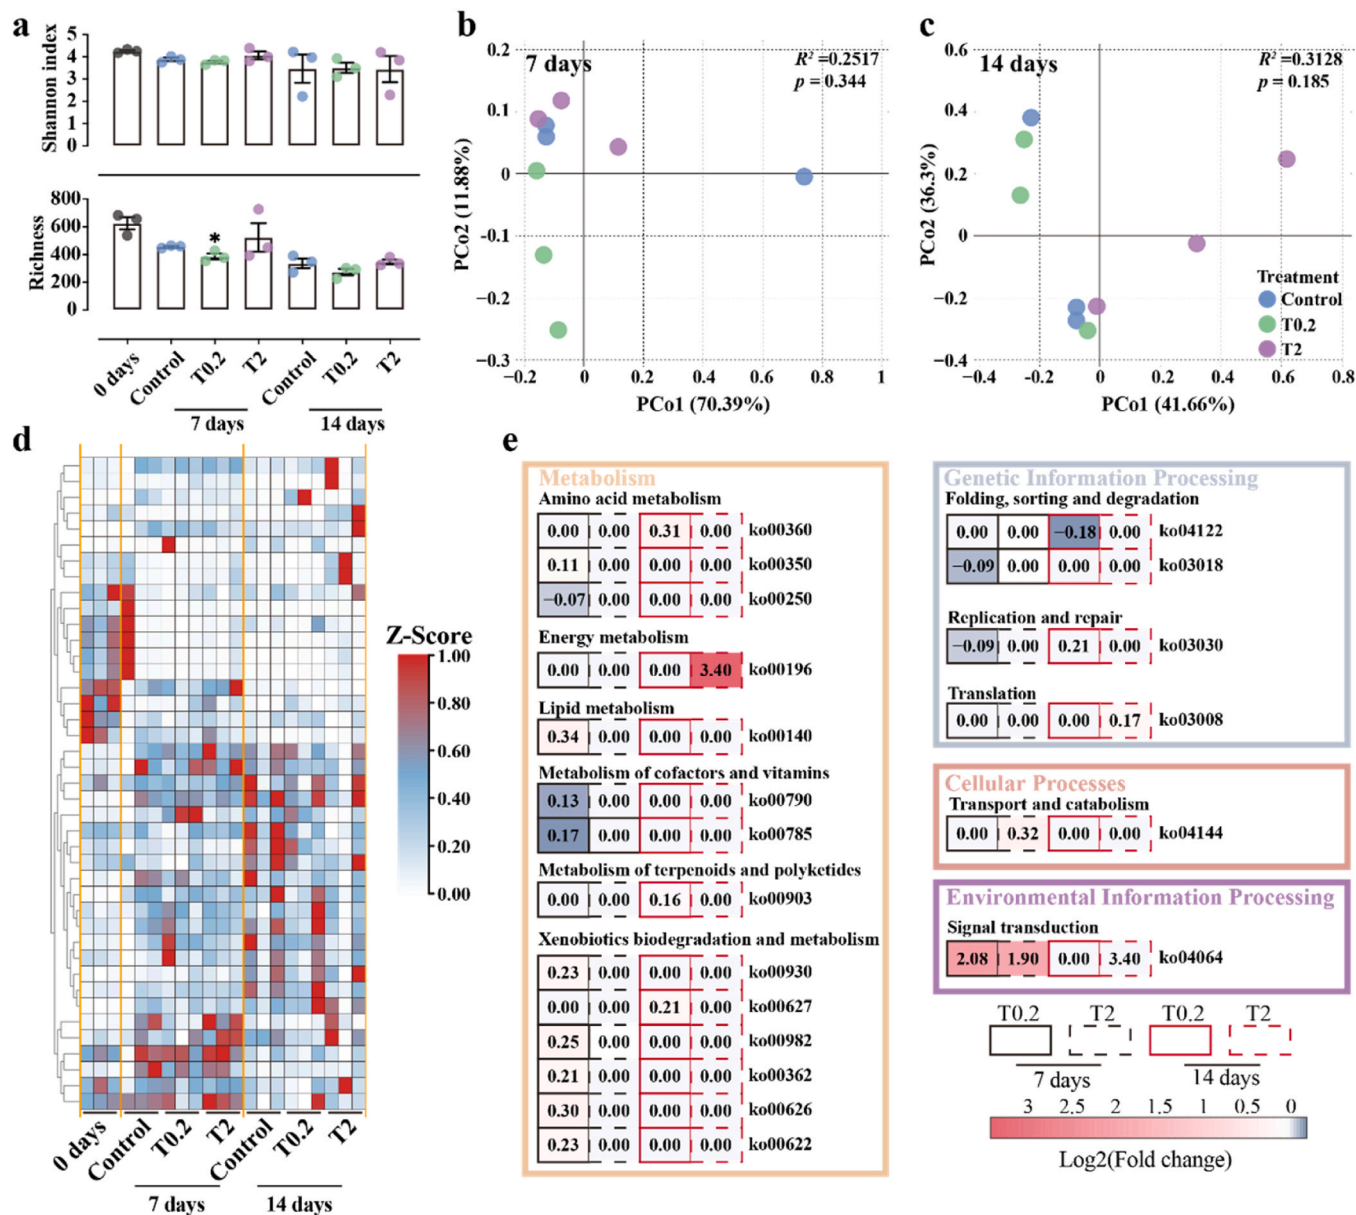 a
Shannon index
5
4
3
2
1
0
Richness
800
600
400
200
0
*
0 days
Control
T0.2
T2
Control
T0.2
T2
7 days
14 days
b
7 days
R² =0.2517
p = 0.344
PCo2 (11.88%)
0.2
0.1
0
−0.1
−0.2
−0.3
−0.2
0
0.2
0.4
0.6
0.8
1
PCo1 (70.39%)
c
14 days
R² =0.3128
p = 0.185
PCo2 (36.3%)
0.6
0.4
0.2
0
−0.2
−0.4
−0.4
−0.2
0
0.2
0.4
0.6
0.8
PCo1 (41.66%)
Treatment
Control
T0.2
T2
d
Z-Score
1.00
0.80
0.60
0.40
0.20
0.00
0 days
Control
T0.2
T2
Control
T0.2
T2
7 days
14 days
e
Metabolism
Amino acid metabolism
0.00 0.00 0.31 0.00 ko00360
0.11 0.00 0.00 0.00 ko00350
−0.07 0.00 0.00 0.00 ko00250
Energy metabolism
0.00 0.00 0.00 3.40 ko00196
Lipid metabolism
0.34 0.00 0.00 0.00 ko00140
Metabolism of cofactors and vitamins
0.13 0.00 0.00 0.00 ko00790
0.17 0.00 0.00 0.00 ko00785
Metabolism of terpenoids and polyketides
0.00 0.00 0.16 0.00 ko00903
Xenobiotics biodegradation and metabolism
0.23 0.00 0.00 0.00 ko00930
0.00 0.00 0.21 0.00 ko00627
0.25 0.00 0.00 0.00 ko00982
0.21 0.00 0.00 0.00 ko00362
0.30 0.00 0.00 0.00 ko00626
0.23 0.00 0.00 0.00 ko00622
Genetic Information Processing
Folding, sorting and degradation
0.00 0.00 −0.18 0.00 ko04122
−0.09 0.00 0.00 0.00 ko03018
Replication and repair
−0.09 0.00 0.21 0.00 ko03030
Translation
0.00 0.00 0.00 0.17 ko03008
Cellular Processes
Transport and catabolism
0.00 0.32 0.00 0.00 ko04144
Environmental Information Processing
Signal transduction
2.08 1.90 0.00 3.40 ko04064
T0.2 T2 T0.2 T2
7 days 14 days
3 2.5 2 1.5 1 0.5 0
Log2(Fold change)